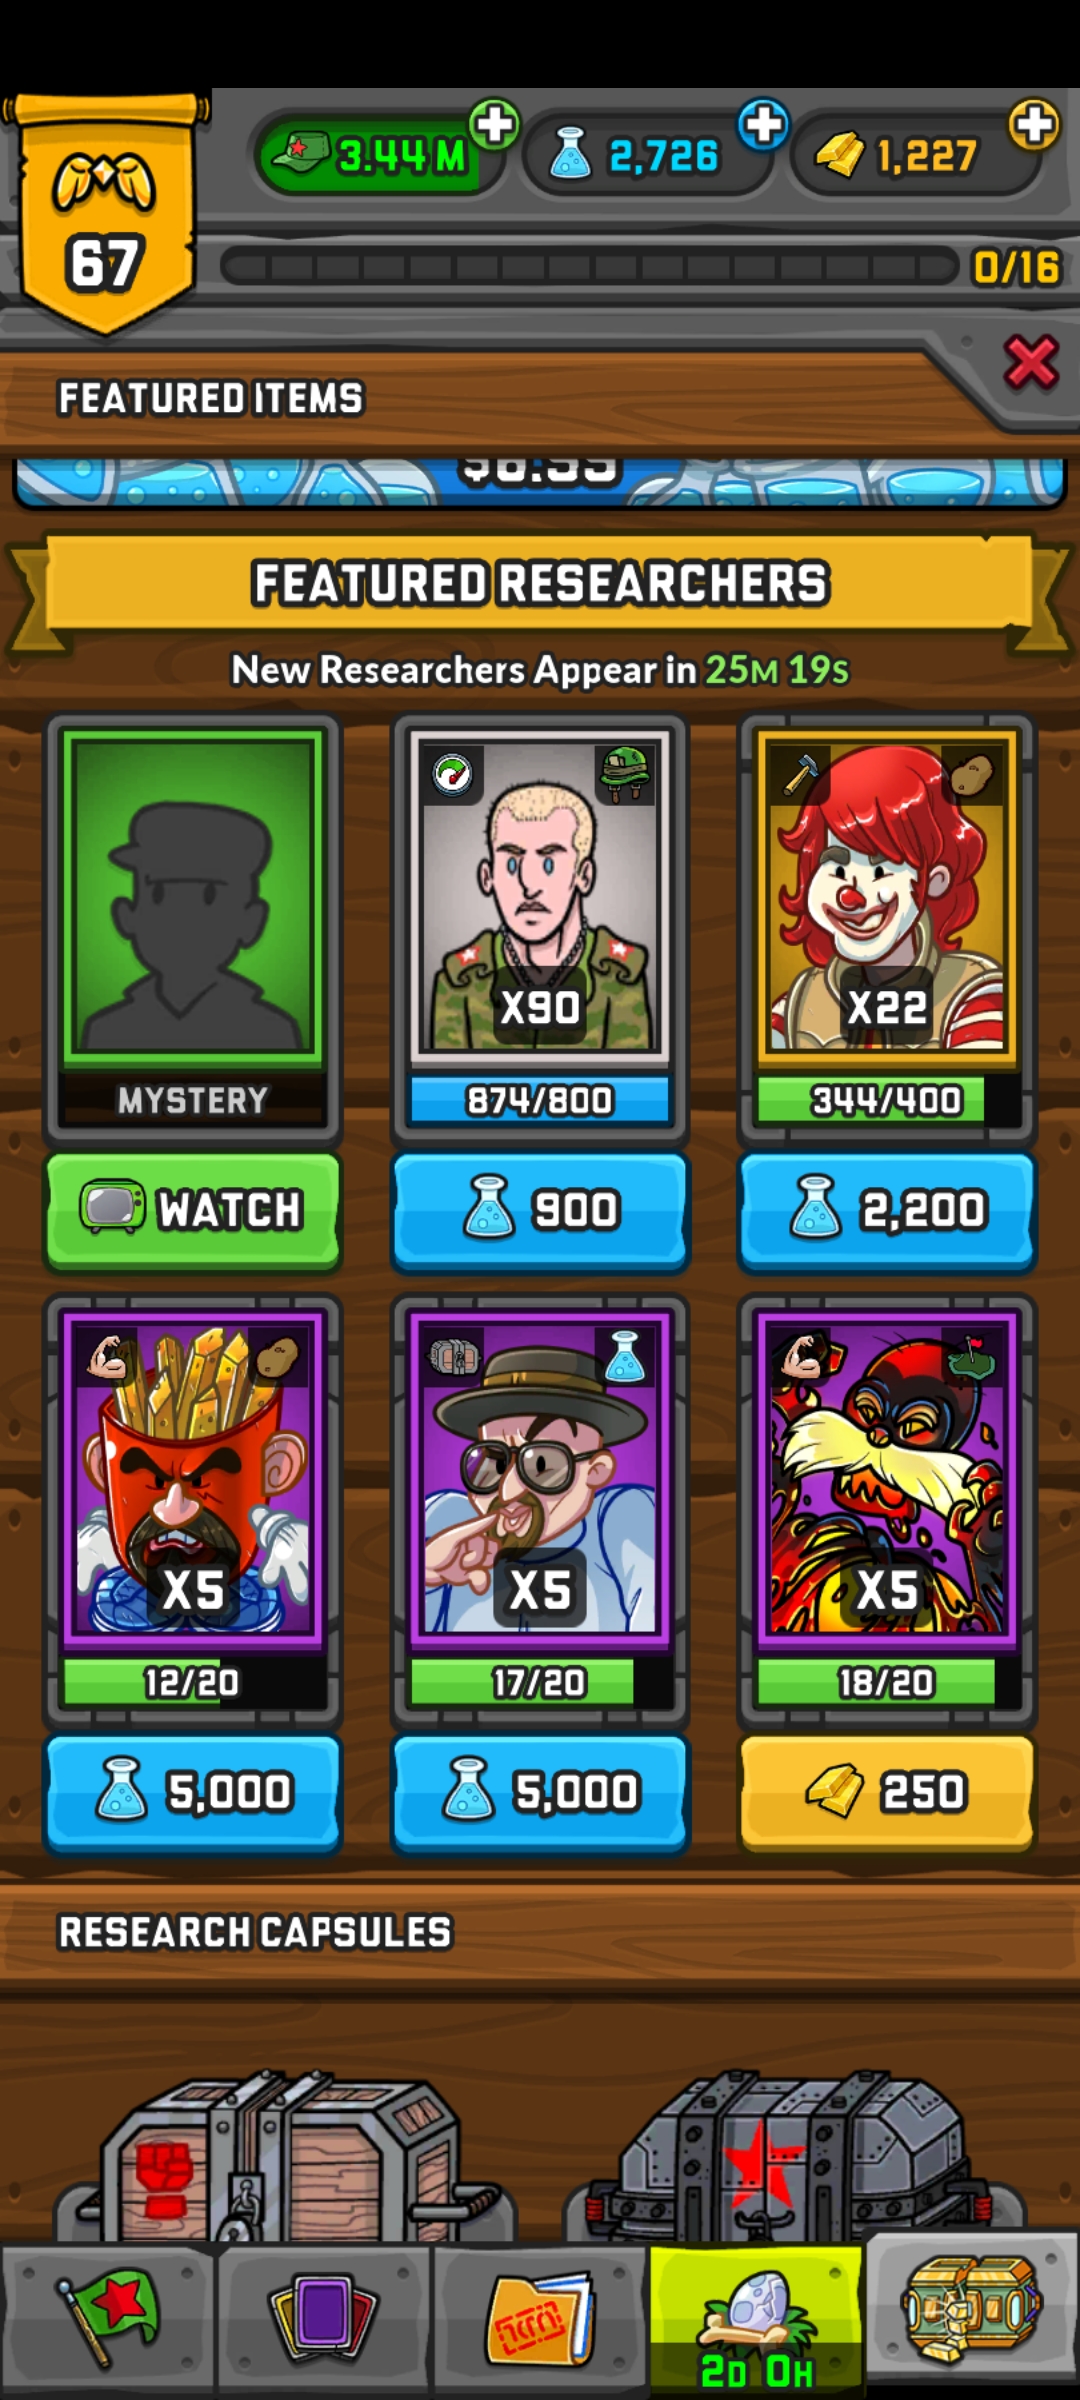 3.44 M
2,726
1,227
67
0/16
FEATURED ITEMS
FEATURED RESEARCHERS
New Researchers Appear in 25M 19S
X90
X22
MYSTERY
874/800
344/400
WATCH
900
2,200
X5
X5
X5
12/20
17/20
18/20
5,000
5,000
250
RESEARCH CAPSULES
2D 0H